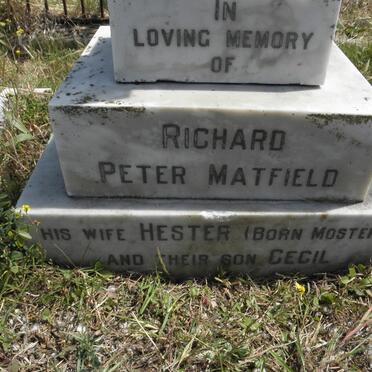 IN
LOVING MEMORY
OF
RICHARD
PETER MATFIELD
HIS WIFE HESTER (BORN MOSTER
AND THEIR SON CECIL